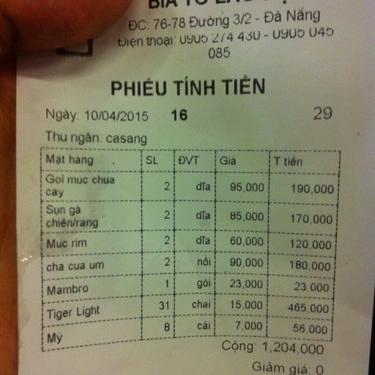 BIA
ĐC: 76-78 Đường 3/2 - Đà Nẵng
Điện thoại: 0905 274 430 - 0905 045
085
PHIẾU TÍNH TIỀN
Ngày: 10/04/2015 16 29
Thu ngân: casang
Mặt hàng SL ĐVT Giá T tiền
Goi muc chua 2 dĩa 95,000 190,000
cay
Sụn gà 2 dĩa 85,000 170,000
chiên/rang
Muc rim 2 dĩa 60,000 120,000
cha cua um 2 nồi 90,000 180,000
Mambro 1 gói 23,000 23,000
Tiger Light 31 chai 15,000 465,000
Mỳ 8 cái 7,000 56,000
Cộng: 1,204,000
Giảm giá: 0